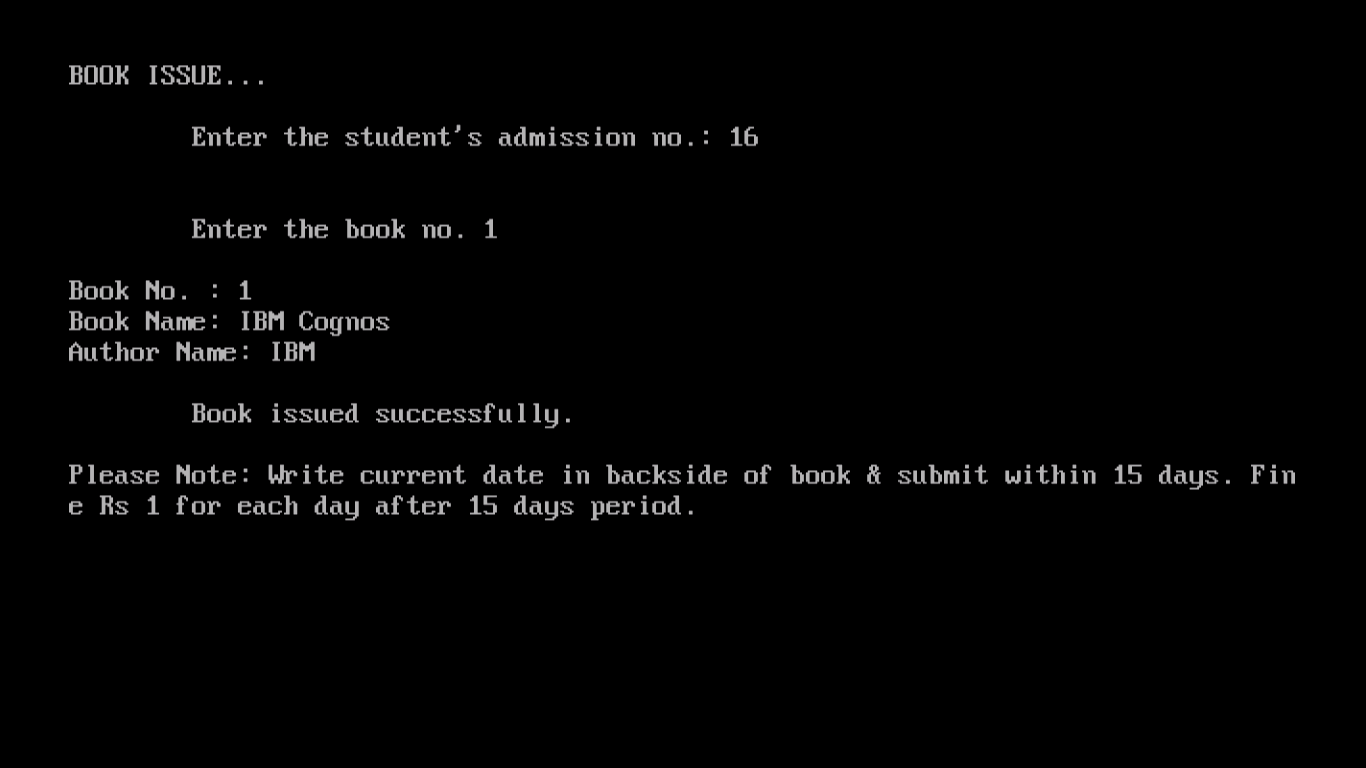 BOOK ISSUE...
Enter the student's admission no.: 16
Enter the book no. 1
Book No. : 1
Book Name: IBM Cognos
Author Name: IBM
Book issued successfully.
Please Note: Write current date in backside of book & submit within 15 days. Fin
e Rs 1 for each day after 15 days period.